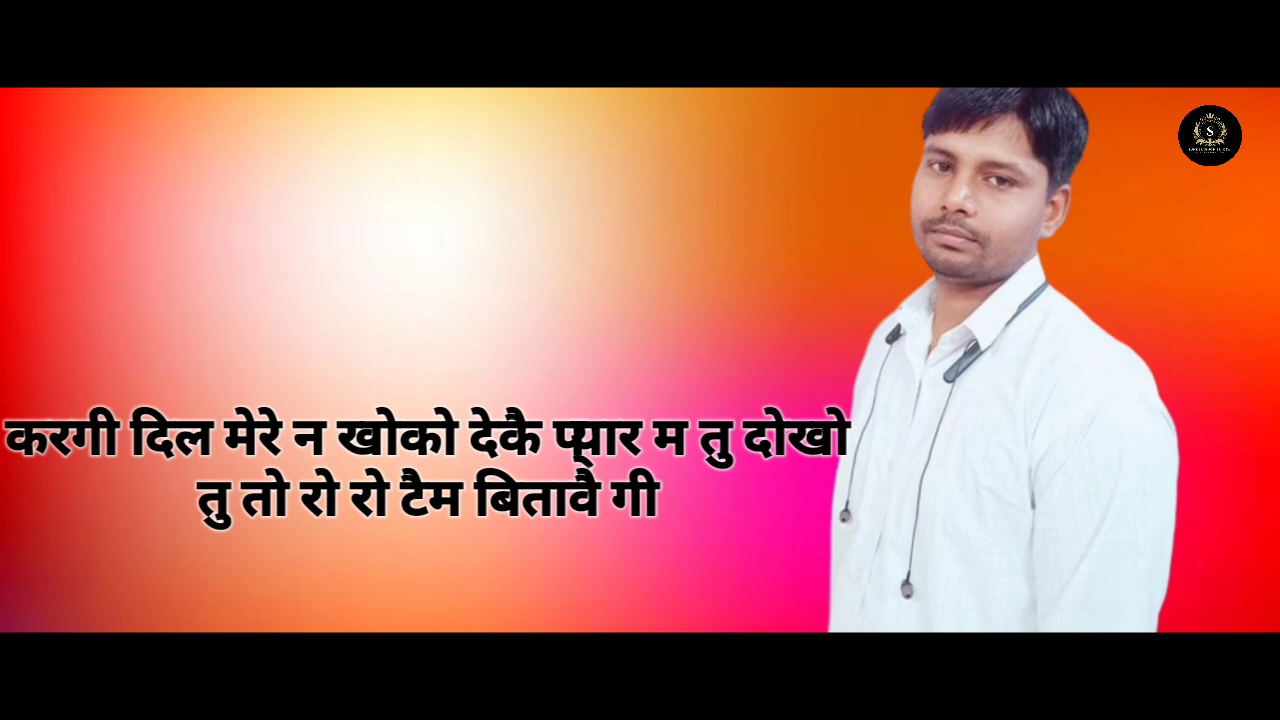 करगी दिल मेरे न खोको देकै प्यार म तु दोखो
तु तो रो रो टैम बितावै गी
S